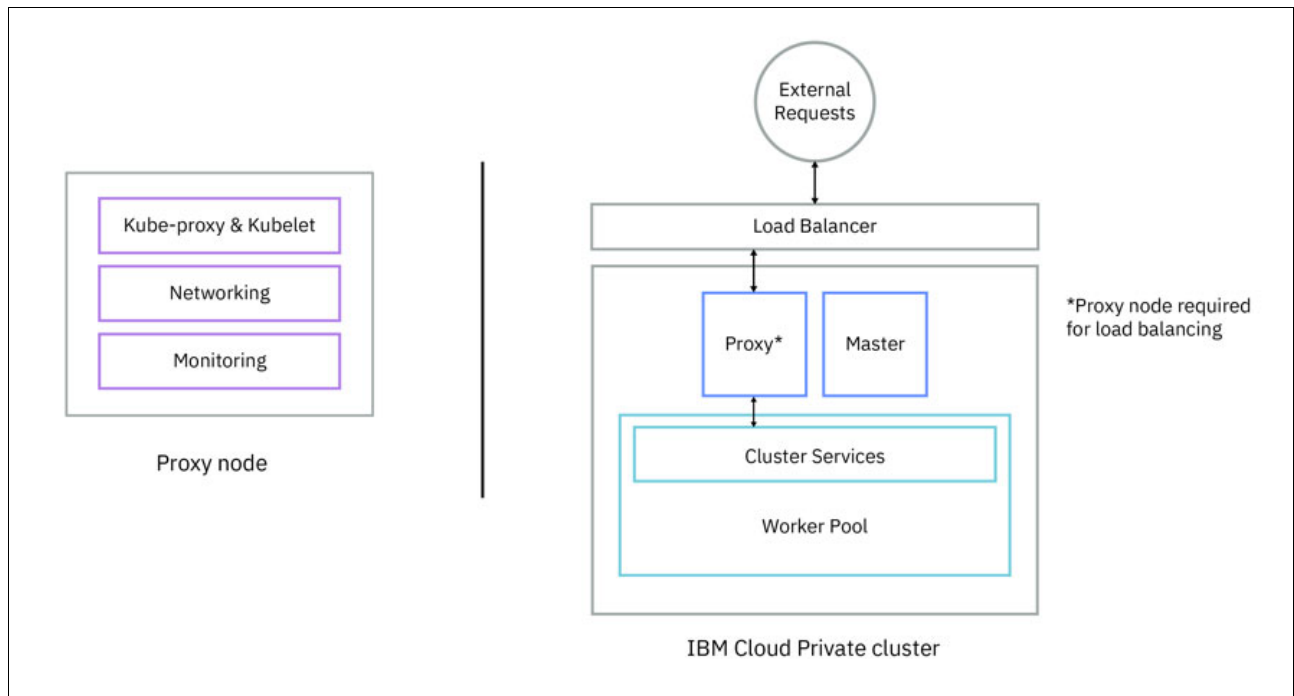 Kube-proxy & Kubelet
Networking
Monitoring
Proxy node
External
Requests
Load Balancer
Proxy*
Master
Cluster Services
Worker Pool
IBM Cloud Private cluster
*Proxy node required
for load balancing